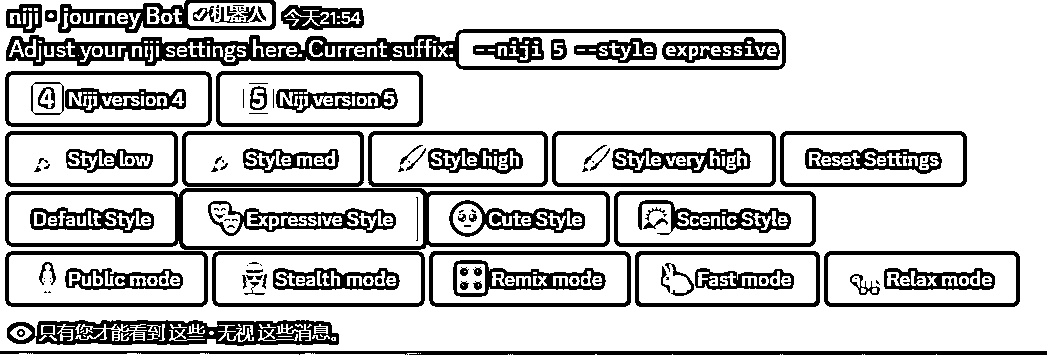 niji • journey Bot ✓机器人 今天21:54
Adjust your niji settings here. Current suffix: --niji 5 --style expressive
4 Niji version 4 5 Niji version 5
Style low Style med Style high Style very high Reset Settings
Default Style Expressive Style Cute Style Scenic Style
Public mode Stealth mode Remix mode Fast mode Relax mode
只有您才能看到 这些 • 无视 这些消息。